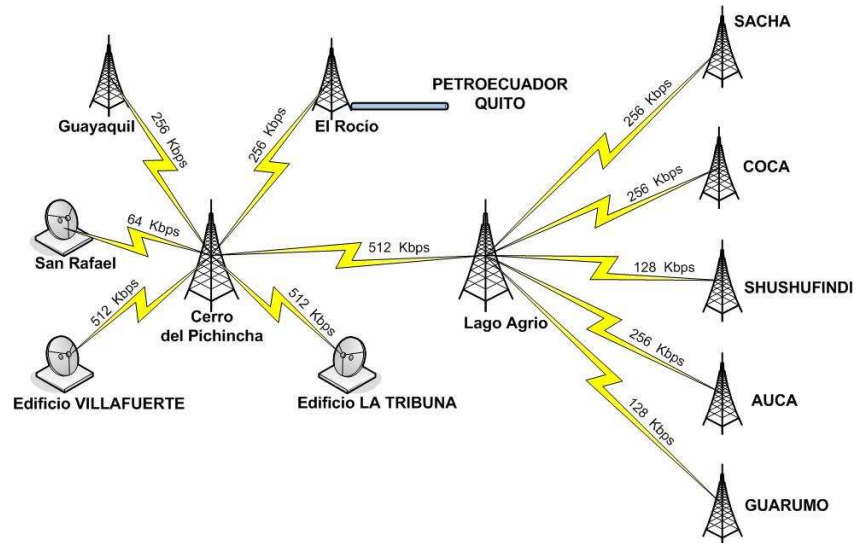 SACHA
PETROECUADOR
QUITO
Guayaquil
El Rocío
256 Kbps
256 Kbps
256 Kbps
COCA
256 Kbps
64 Kbps
San Rafael
512 Kbps
128 Kbps
SHUSHUFINDI
Cerro
del Pichincha
Lago Agrio
512 Kbps
512 Kbps
256 Kbps
Edificio VILLAFUERTE
Edificio LA TRIBUNA
AUCA
128 Kbps
GUARUMO